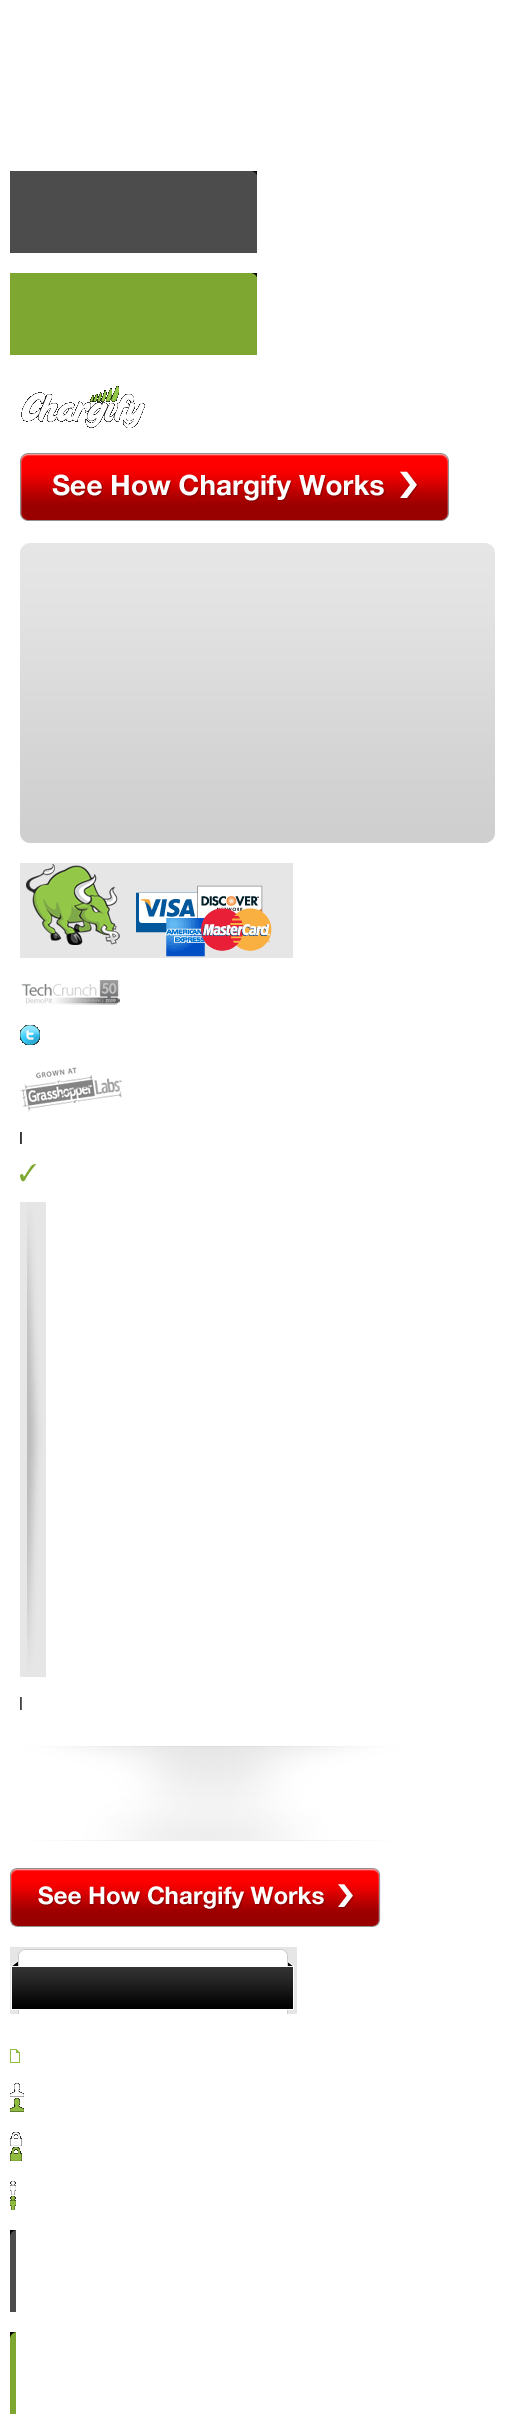 Chargify
See How Chargify Works
VISA
DISCOVER
NETWORK
AMERICAN
EXPRESS
MasterCard
TechCrunch 50
DemoPit
GROWN AT
Grasshopper Labs
See How Chargify Works